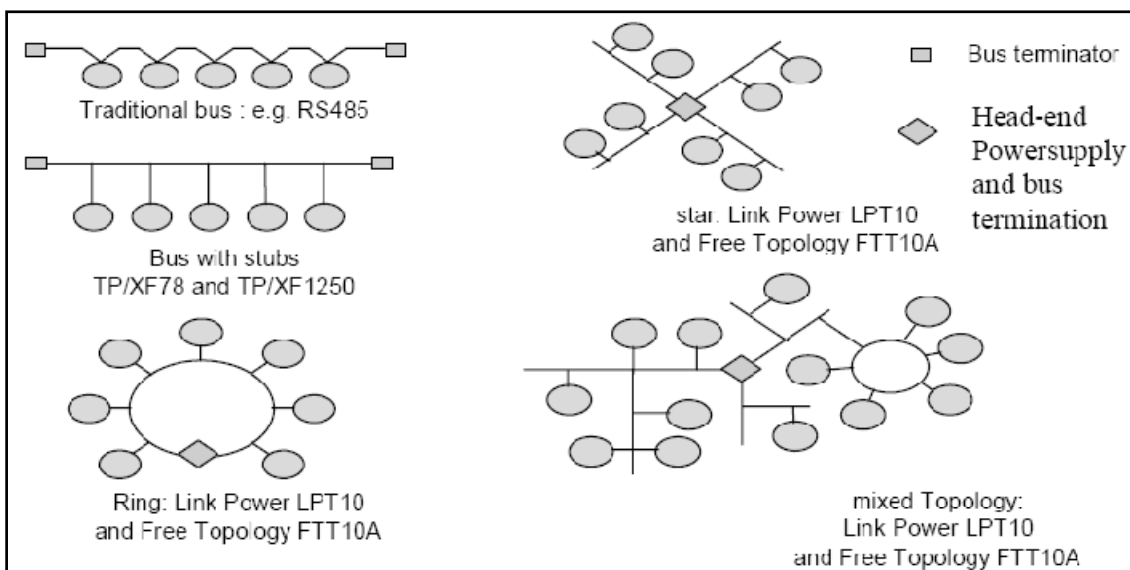 Traditional bus : e.g. RS485
Bus with stubs
TP/XF78 and TP/XF1250
Ring: Link Power LPT10
and Free Topology FTT10A
star: Link Power LPT10
and Free Topology FTT10A
Bus terminator
Head-end
Powersupply
and bus
termination
mixed Topology:
Link Power LPT10
and Free Topology FTT10A